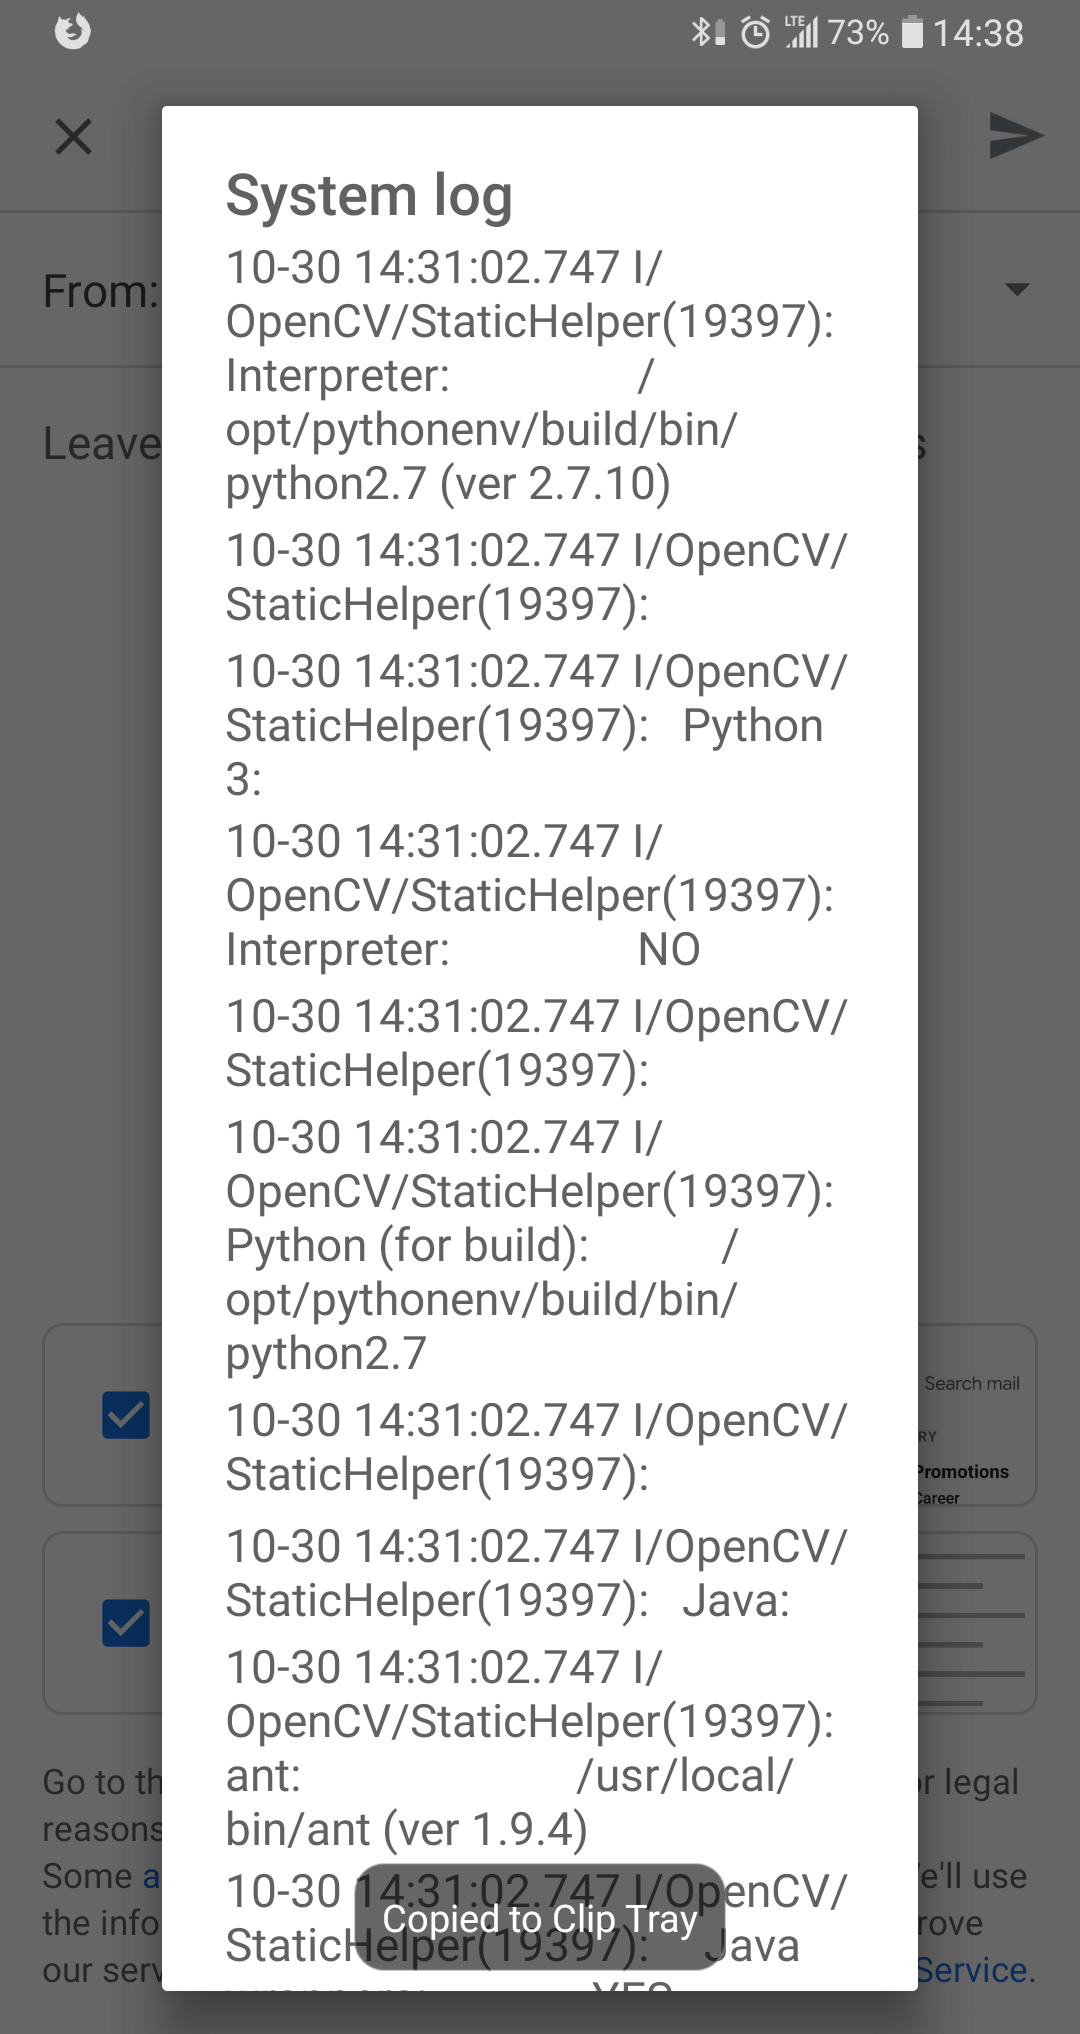 LTE 73% 14:38
System log
10-30 14:31:02.747 I/
From:
OpenCV/StaticHelper(19397):
Interpreter: /
opt/pythonenv/build/bin/
Leave s
python2.7 (ver 2.7.10)
10-30 14:31:02.747 I/OpenCV/
StaticHelper(19397):
10-30 14:31:02.747 I/OpenCV/
StaticHelper(19397): Python
3:
10-30 14:31:02.747 I/
OpenCV/StaticHelper(19397):
Interpreter: NO
10-30 14:31:02.747 I/OpenCV/
StaticHelper(19397):
10-30 14:31:02.747 I/
OpenCV/StaticHelper(19397):
Python (for build): /
opt/pythonenv/build/bin/
python2.7
Search mail
RY
Promotions
Career
10-30 14:31:02.747 I/OpenCV/
StaticHelper(19397):
10-30 14:31:02.747 I/OpenCV/
StaticHelper(19397): Java:
10-30 14:31:02.747 I/
OpenCV/StaticHelper(19397):
ant: /usr/local/
bin/ant (ver 1.9.4)
10-30 14:31:02.747 I/OpenCV/
StaticHelper(19397): Java
YES
Copied to Clip Tray
Go to th r legal
reasons
Some a e'll use
the info rove
our serv Service.